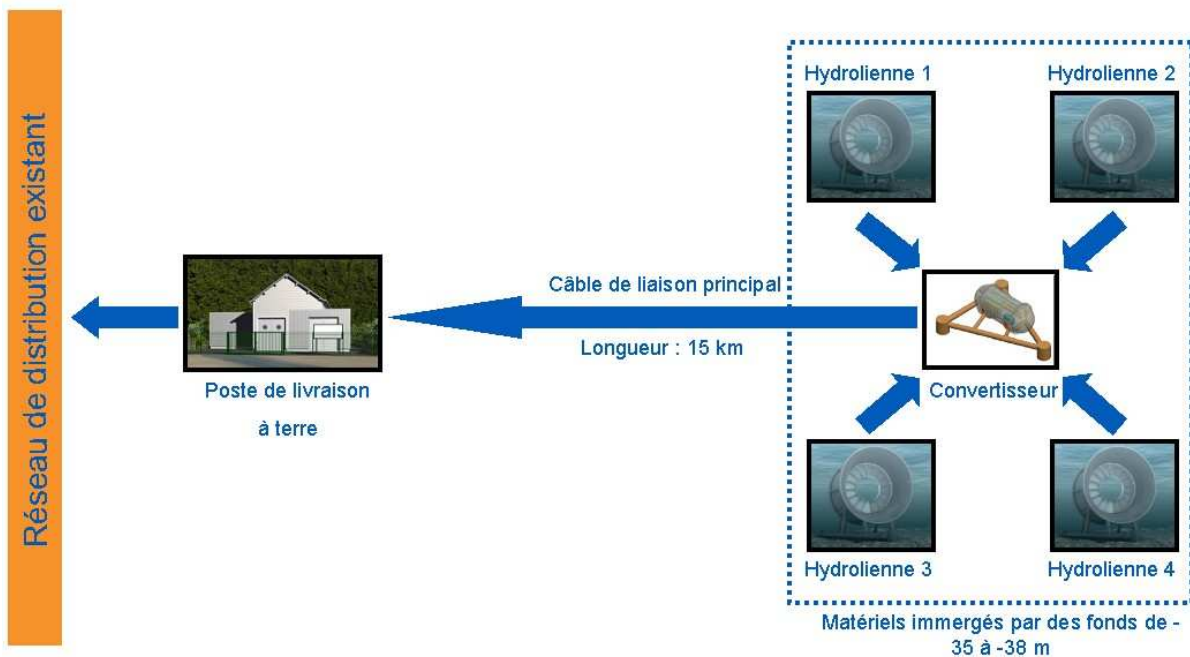 Réseau de distribution existant
Hydrolienne 1
Hydrolienne 2
Câble de liaison principal
Longueur : 15 km
Poste de livraison
à terre
Convertisseur
Hydrolienne 3
Hydrolienne 4
Matériels immergés par des fonds de -
35 à -38 m